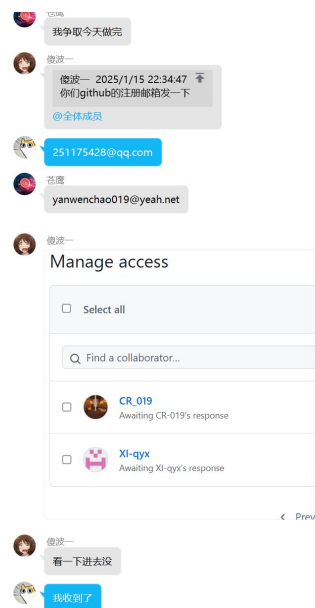 苍鹰
我争取今天做完
傻波一
傻波一 2025/1/15 22:34:47
你们github的注册邮箱发一下
@全体成员
251175428@qq.com
苍鹰
yanwenchao019@yeah.net
傻波一
Manage access
Select all
Find a collaborator...
CR_019
Awaiting CR-019's response
XI-qyx
Awaiting XI-qyx's response
Prev
傻波一
看一下进去没
我收到了